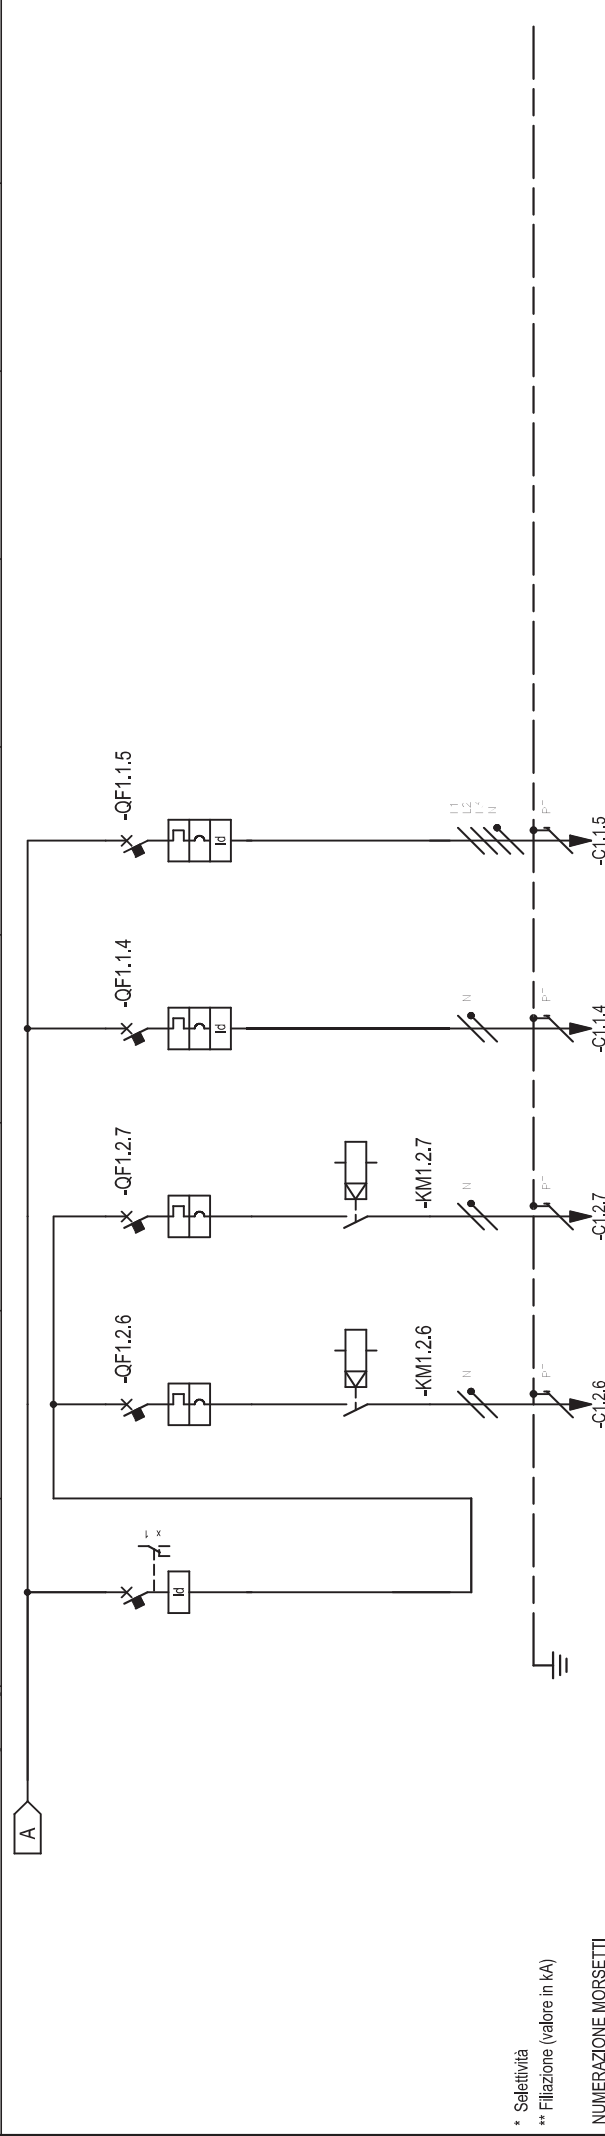 A
-QF1.2.6
-QF1.2.7
-QF1.1.4
-QF1.1.5
Id
Id
Id
-KM1.2.6
-KM1.2.7
N
N
N
L2
N
-C1.2.6
-C1.2.7
-C1.1.4
-C1.1.5
* Selettività
** Filiazione (valore in kA)
NUMERAZIONE MORSETTI